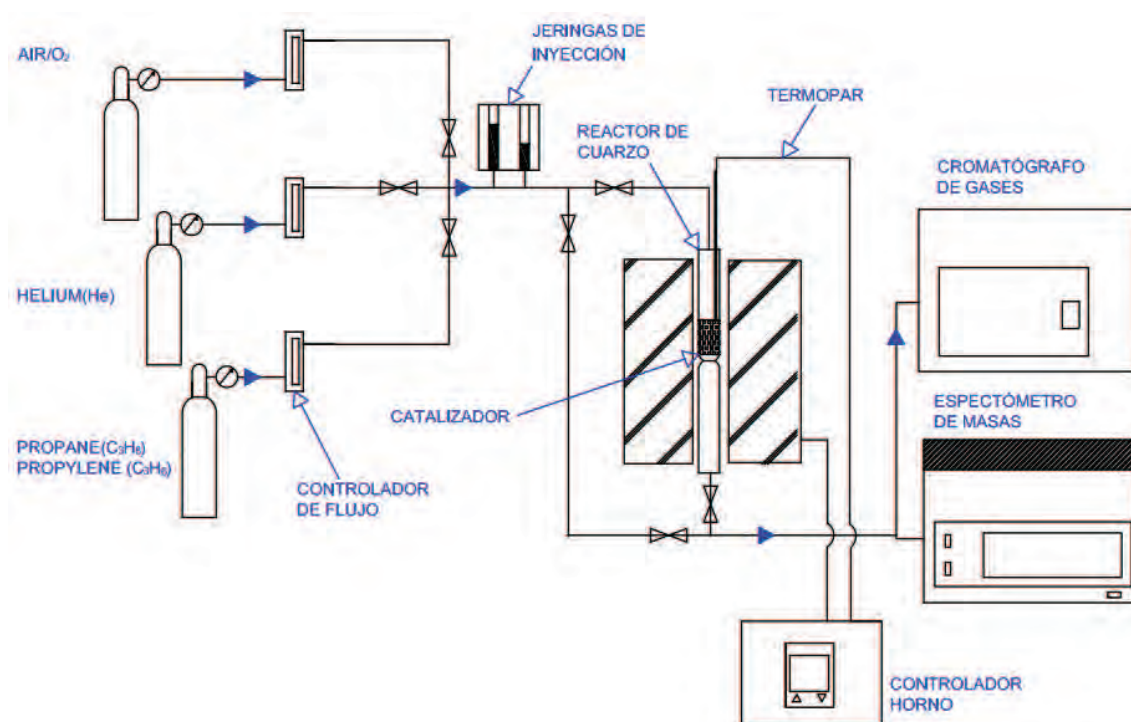 AIR/O₂
JERINGAS DE
INYECCIÓN
TERMOPAR
REACTOR DE
CUARZO
CROMATÓGRAFO
DE GASES
HELIUM(He)
CATALIZADOR
ESPECTÓMETRO
DE MASAS
PROPANE(C₃H₈)
PROPYLENE (C₃H₆)
CONTROLADOR
DE FLUJO
CONTROLADOR
HORNO